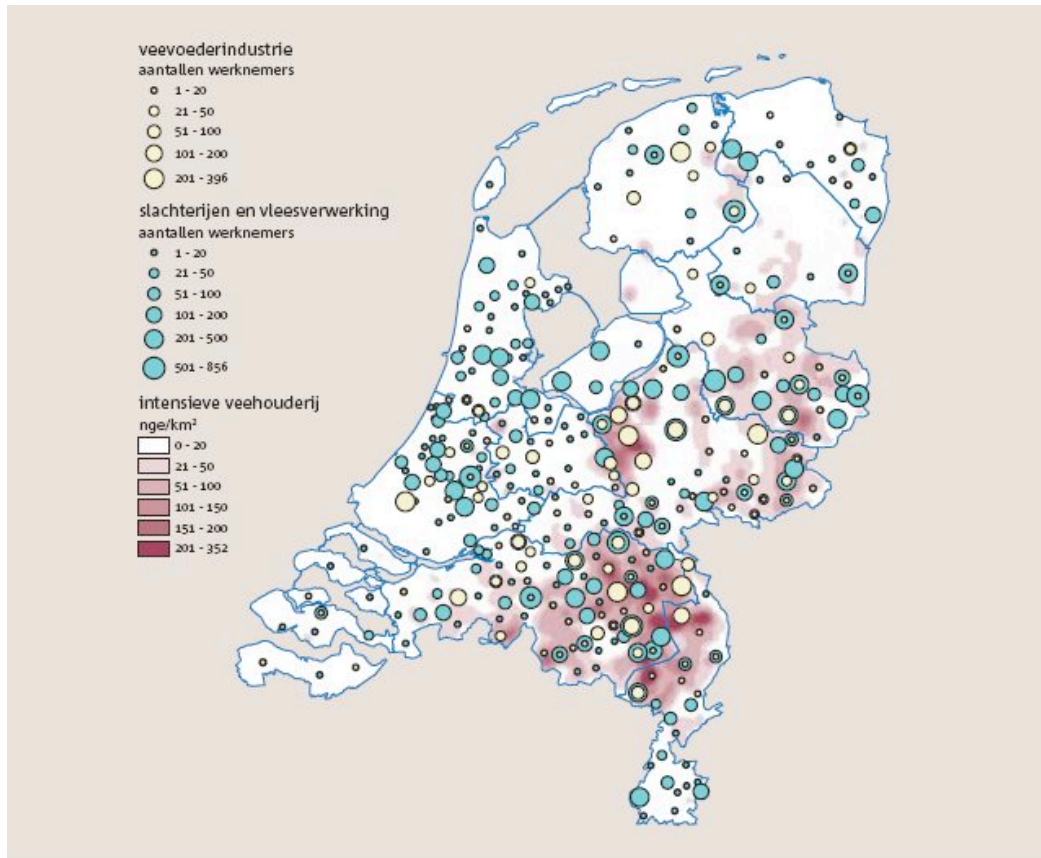 veevoederindustrie
aantallen werknemers
1 - 20
21 - 50
51 - 100
101 - 200
201 - 396
slachterijen en vleesverwerking
aantallen werknemers
1 - 20
21 - 50
51 - 100
101 - 200
201 - 500
501 - 856
intensieve veehouderij
nge/km²
0 - 20
21 - 50
51 - 100
101 - 150
151 - 200
201 - 352